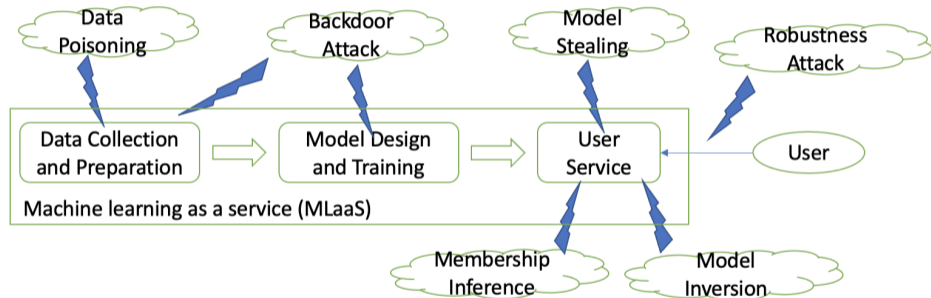 Data
Poisoning
Backdoor
Attack
Model
Stealing
Robustness
Attack
Data Collection
and Preparation
Model Design
and Training
User
Service
User
Machine learning as a service (MLaaS)
Membership
Inference
Model
Inversion